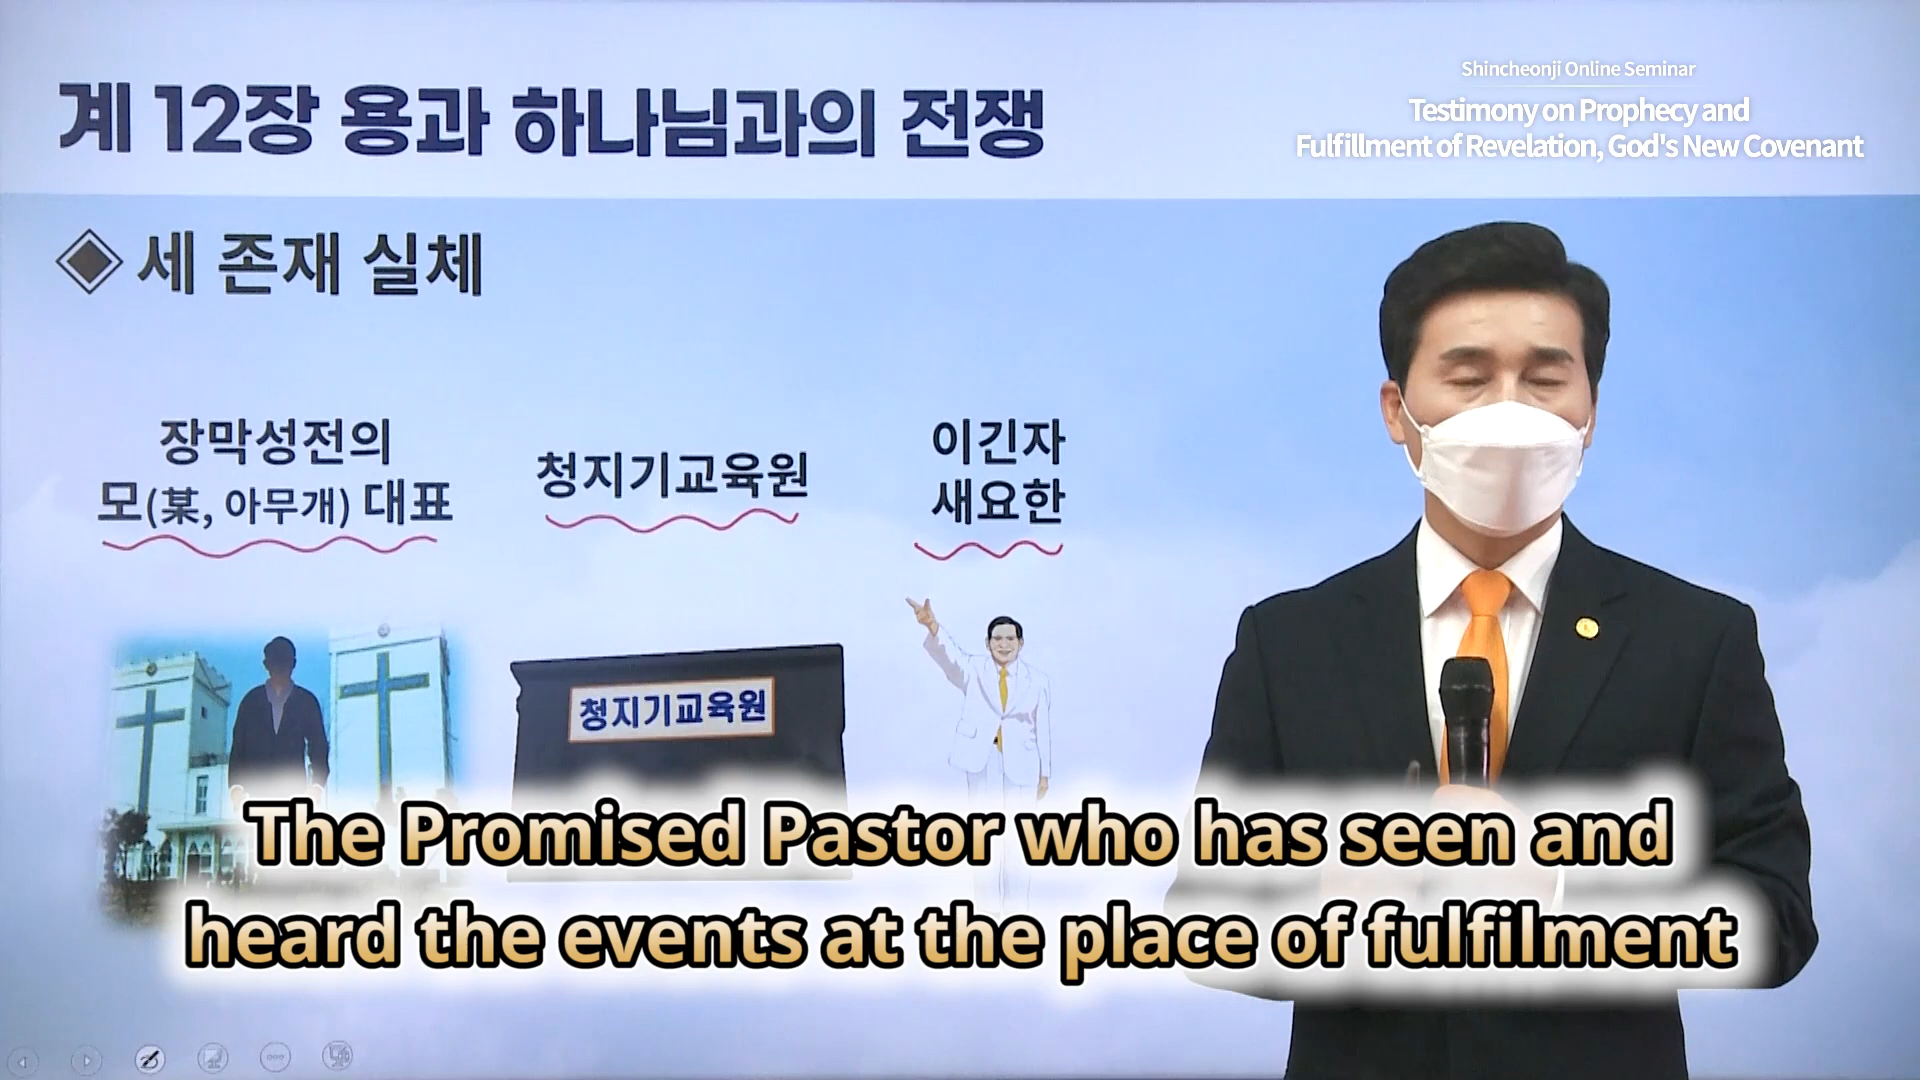 계 12장 용과 하나님과의 전쟁
Shincheonji Online Seminar
Testimony on Prophecy and
Fulfillment of Revelation, God's New Covenant
세 존재 실체
장막성전의
모(某, 아무개) 대표
청지기교육원
이긴자
새요한
청지기교육원
The Promised Pastor who has seen and
heard the events at the place of fulfilment